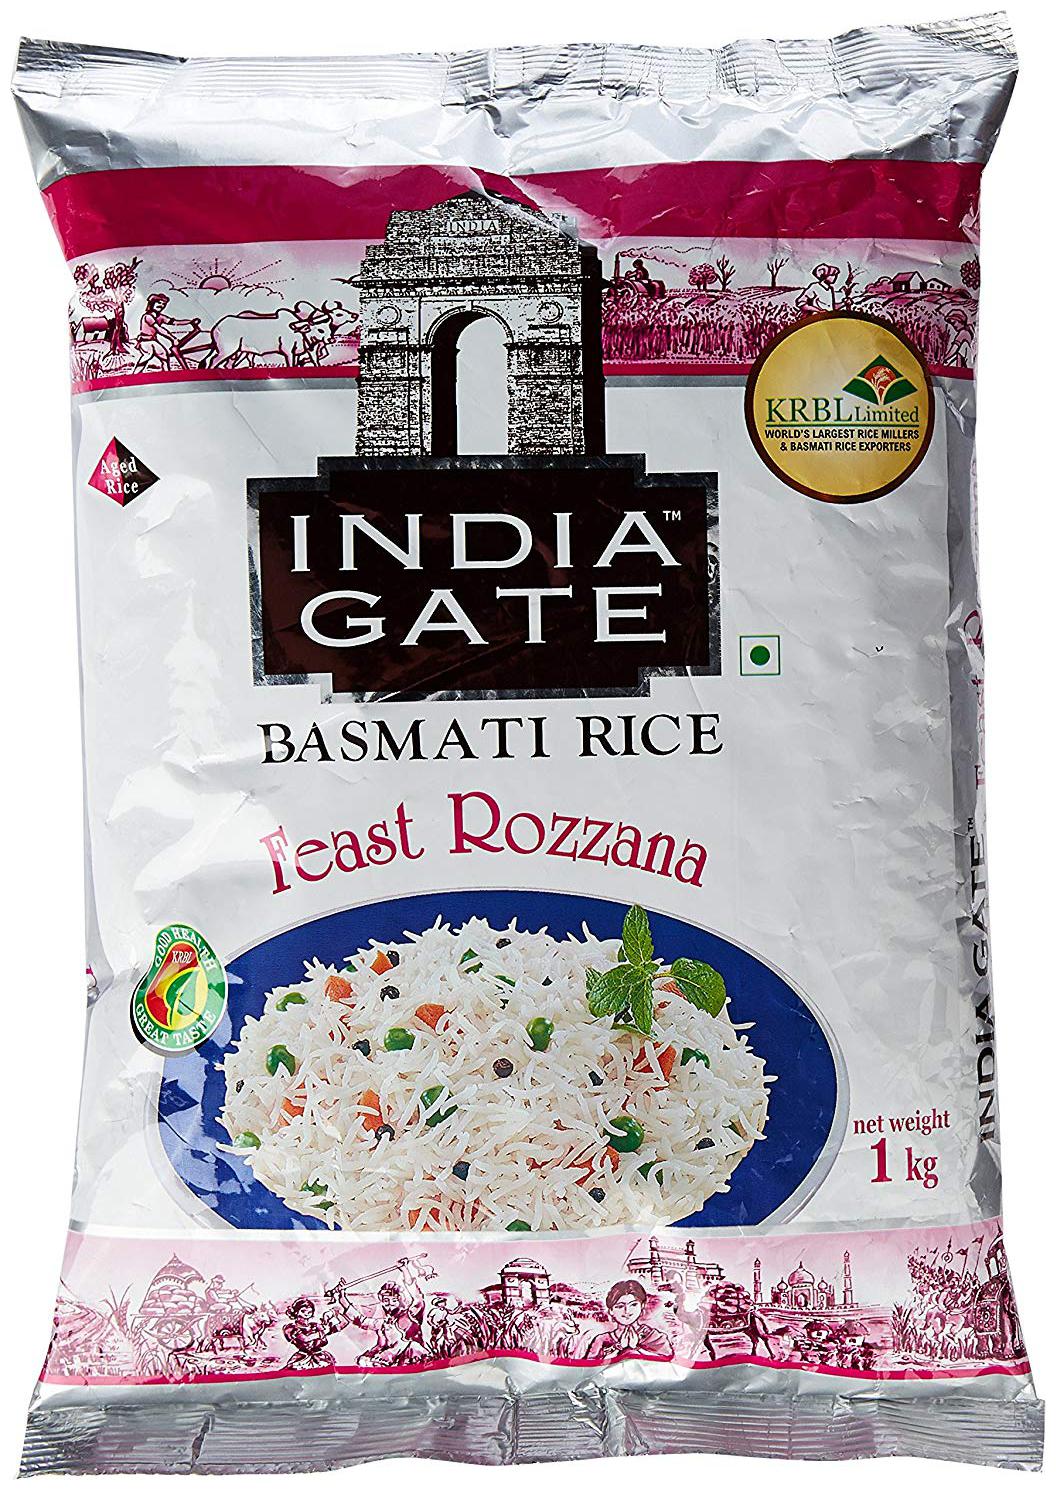 INDIA
KRBL Limited
WORLD'S LARGEST RICE MILLERS
& BASMATI RICE EXPORTERS
Aged
Rice
INDIA™
GATE
BASMATI RICE
Feast Rozzana
GOOD HEALTH
KRBL
GREAT TASTE
net weight
1 kg
INDIA GATE™